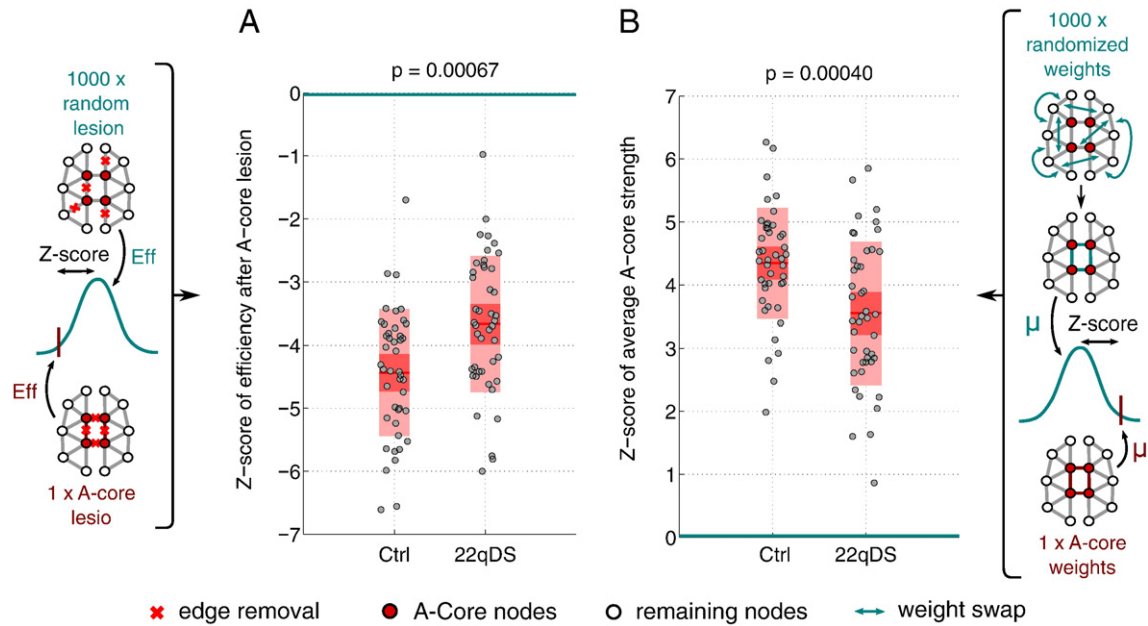 A
B
1000 x
random
lesion
Z-score
Eff
Eff
1 x A-core
lesio
p = 0.00067
Z-score of efficiency after A-core lesion
0
−1
−2
−3
−4
−5
−6
−7
Ctrl
22qDS
p = 0.00040
Z-score of average A-core strength
7
6
5
4
3
2
1
0
Ctrl
22qDS
1000 x
randomized
weights
μ
Z-score
μ
1 x A-core
weights
edge removal
A-Core nodes
remaining nodes
weight swap